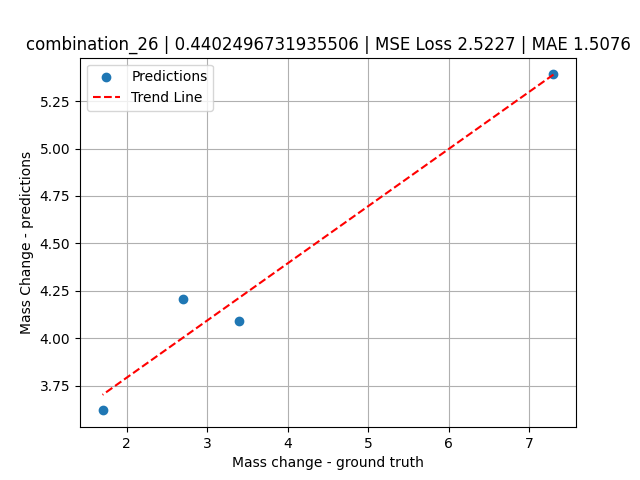 combination_26 | 0.4402496731935506 | MSE Loss 2.5227 | MAE 1.5076
Predictions
Trend Line
Mass Change - predictions
5.25
5.00
4.75
4.50
4.25
4.00
3.75
2 3 4 5 6 7
Mass change - ground truth